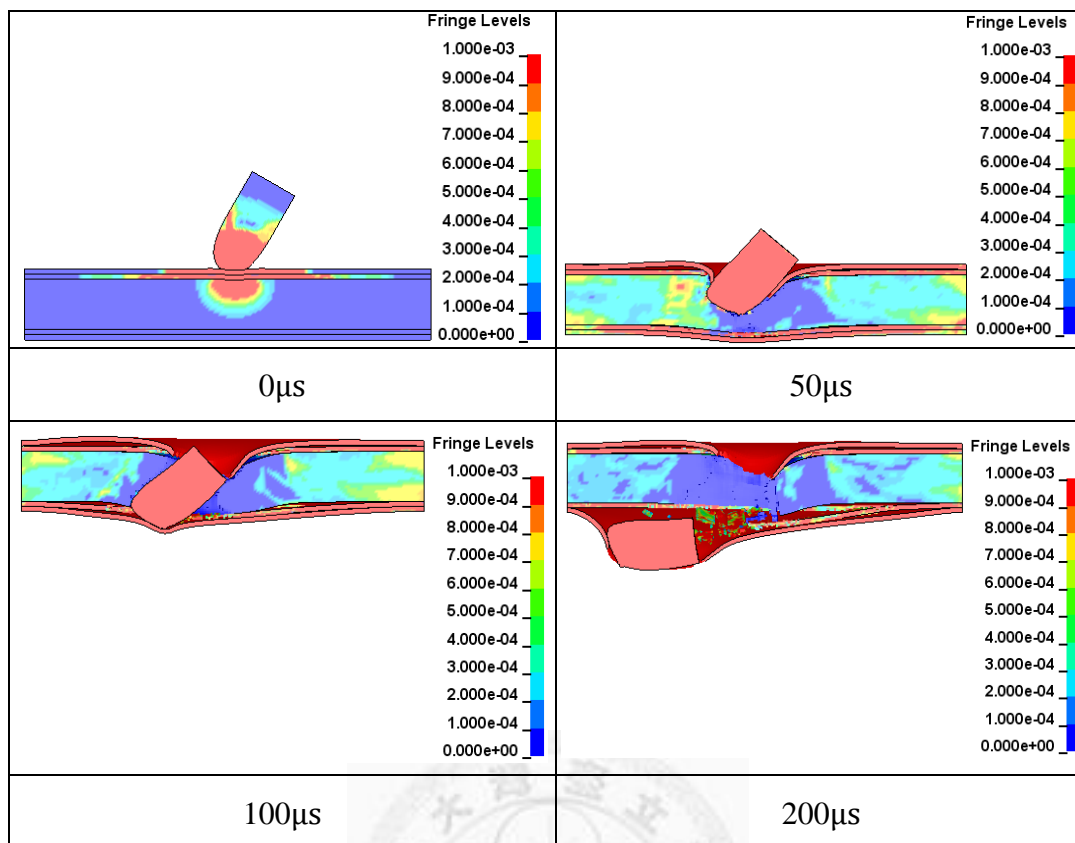 Fringe Levels
1.000e-03
9.000e-04
8.000e-04
7.000e-04
6.000e-04
5.000e-04
4.000e-04
3.000e-04
2.000e-04
1.000e-04
0.000e+00
Fringe Levels
1.000e-03
9.000e-04
8.000e-04
7.000e-04
6.000e-04
5.000e-04
4.000e-04
3.000e-04
2.000e-04
1.000e-04
0.000e+00
0μs
50μs
Fringe Levels
1.000e-03
9.000e-04
8.000e-04
7.000e-04
6.000e-04
5.000e-04
4.000e-04
3.000e-04
2.000e-04
1.000e-04
0.000e+00
Fringe Levels
1.000e-03
9.000e-04
8.000e-04
7.000e-04
6.000e-04
5.000e-04
4.000e-04
3.000e-04
2.000e-04
1.000e-04
0.000e+00
100μs
200μs
立臺灣大